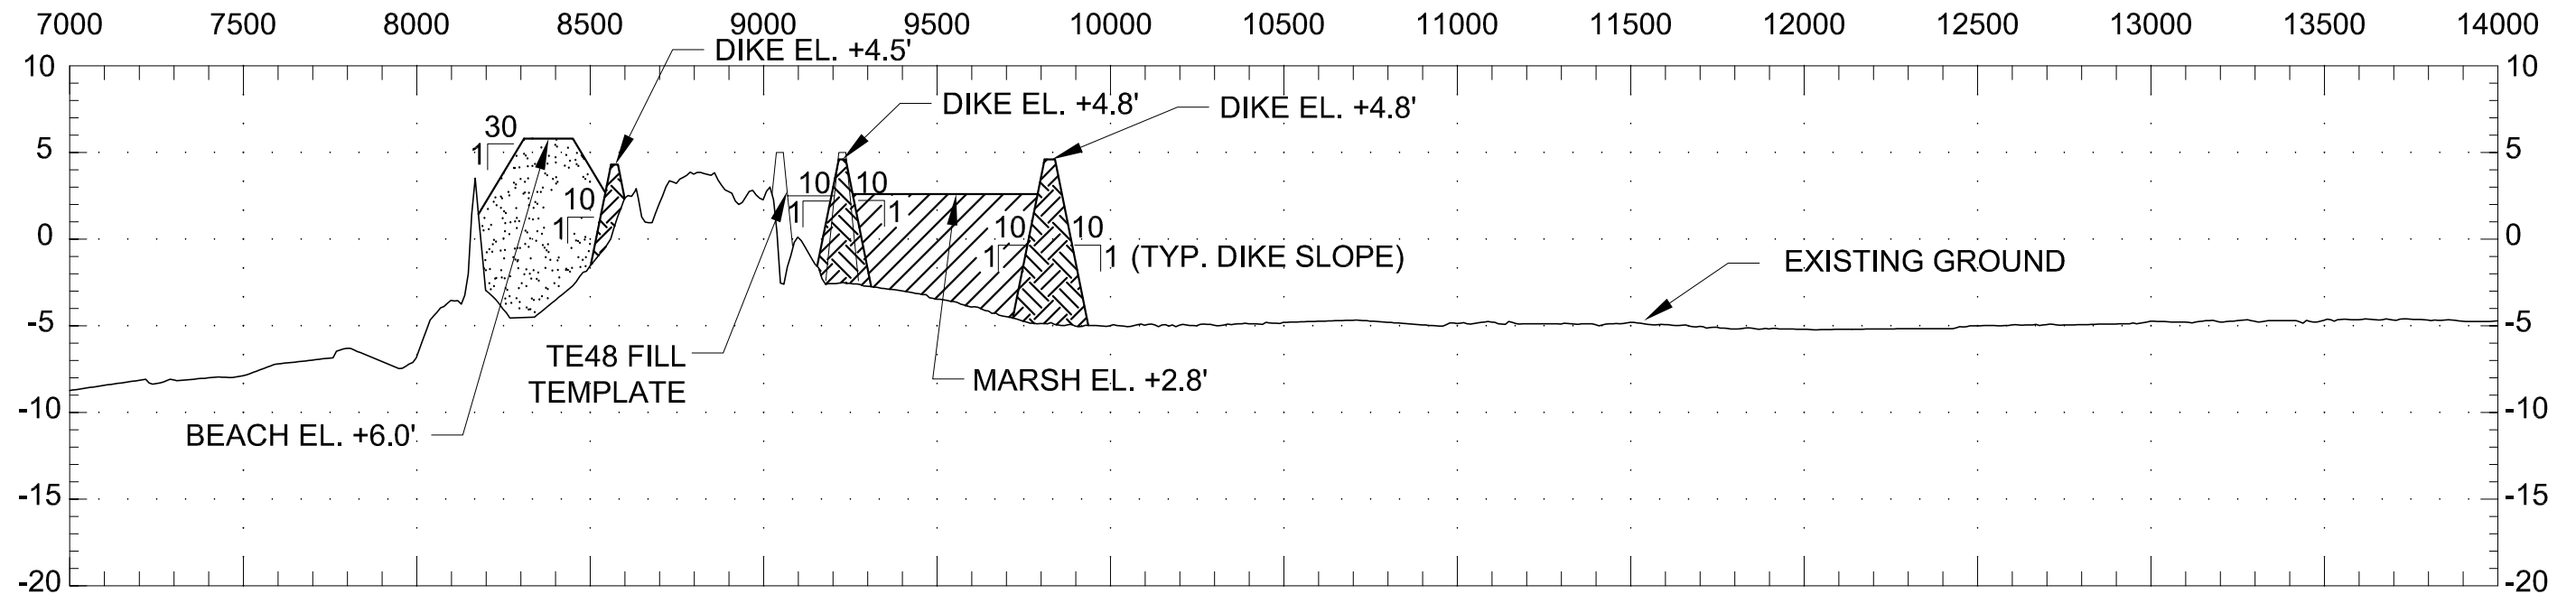 7000 7500 8000 8500 9000 9500 10000 10500 11000 11500 12000 12500 13000 13500 14000
DIKE EL. +4.5'
10 10
DIKE EL. +4.8' DIKE EL. +4.8'
30
5 1 5
10 10
10 1 1
1 10 10
0 0
1 1 (TYP. DIKE SLOPE)
EXISTING GROUND
-5 -5
TE48 FILL
TEMPLATE
MARSH EL. +2.8'
-10 -10
BEACH EL. +6.0'
-15 -15
-20 -20